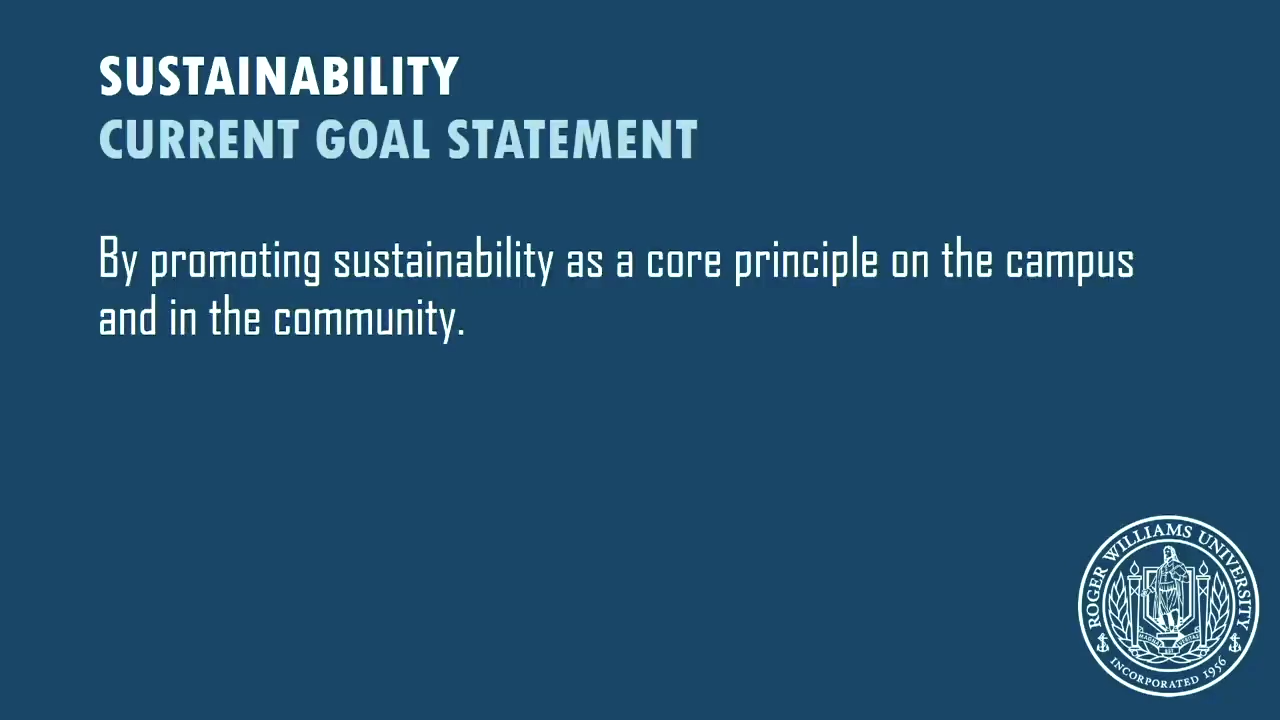 SUSTAINABILITY
CURRENT GOAL STATEMENT
By promoting sustainability as a core principle on the campus
and in the community.
ROGER WILLIAMS UNIVERSITY
INCORPORATED 1956